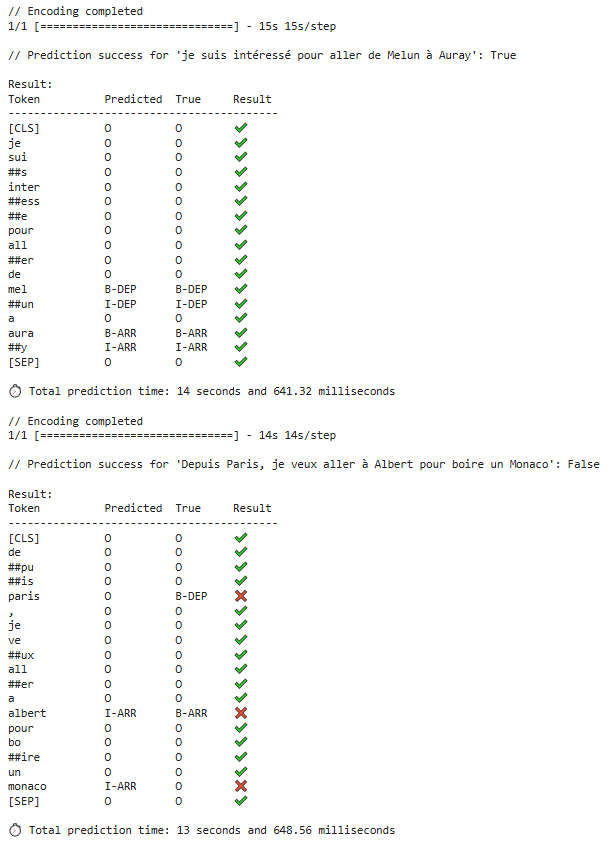 // Encoding completed
1/1 [==============================] - 15s 15s/step
// Prediction success for 'je suis intéressé pour aller de Melun à Auray': True
Result:
Token Predicted True Result
------------------------------------------
[CLS] O O ✔
je O O ✔
sui O O ✔
##s O O ✔
inter O O ✔
##ess O O ✔
##e O O ✔
pour O O ✔
all O O ✔
##er O O ✔
de O O ✔
mel B-DEP B-DEP ✔
##un I-DEP I-DEP ✔
a O O ✔
aura B-ARR B-ARR ✔
##y I-ARR I-ARR ✔
[SEP] O O ✔
⏱ Total prediction time: 14 seconds and 641.32 milliseconds
// Encoding completed
1/1 [==============================] - 14s 14s/step
// Prediction success for 'Depuis Paris, je veux aller à Albert pour boire un Monaco': False
Result:
Token Predicted True Result
------------------------------------------
[CLS] O O ✔
de O O ✔
##pu O O ✔
##is O O ✔
paris O B-DEP ❌
, O O ✔
je O O ✔
ve O O ✔
##ux O O ✔
all O O ✔
##er O O ✔
a O O ✔
albert I-ARR B-ARR ❌
pour O O ✔
bo O O ✔
##ire O O ✔
un O O ✔
monaco I-ARR O ❌
[SEP] O O ✔
⏱ Total prediction time: 13 seconds and 648.56 milliseconds